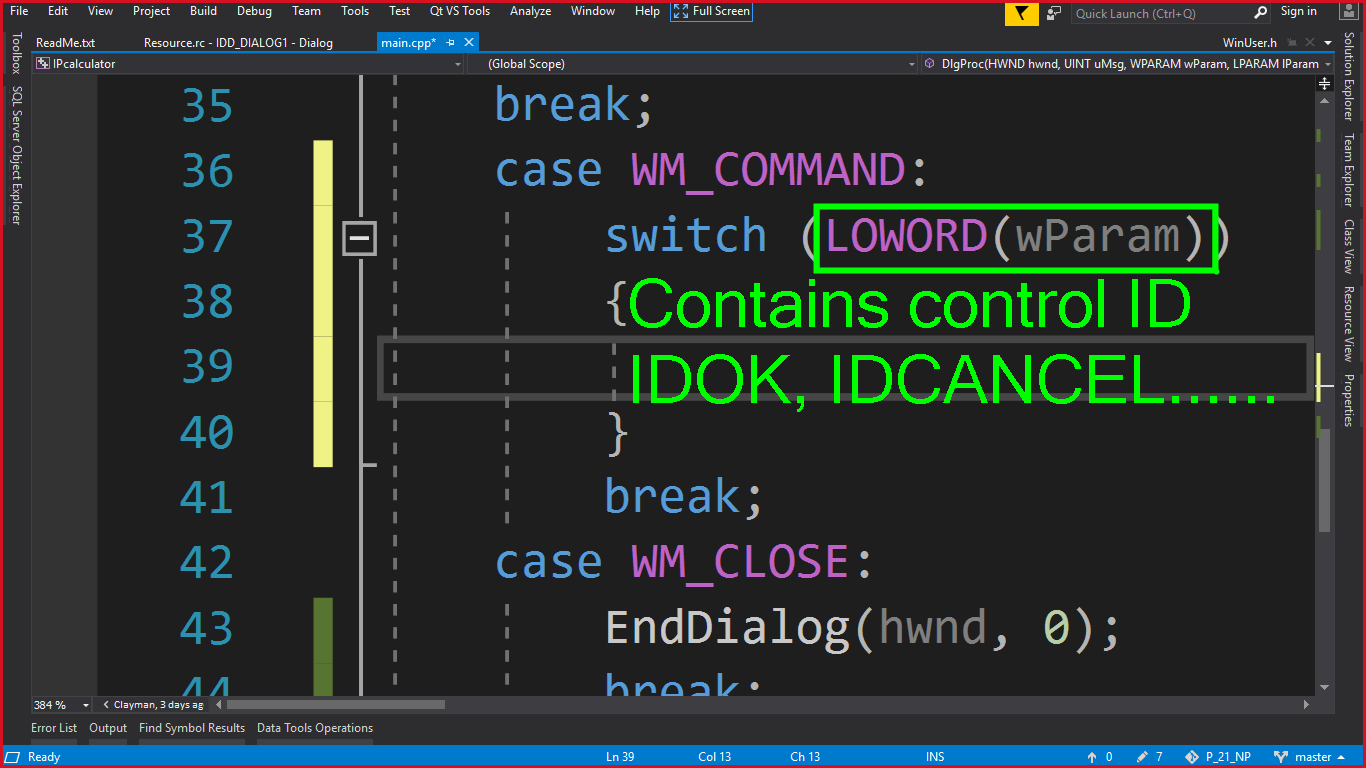 File Edit View Project Build Debug Team Tools Test Qt VS Tools Analyze Window Help Full Screen Quick Launch (Ctrl+Q) Sign in
ReadMe.txt Resource.rc - IDD_DIALOG1 - Dialog main.cpp* WinUser.h
IPcalculator (Global Scope) DlgProc(HWND hwnd, UINT uMsg, WPARAM wParam, LPARAM lParam
Toolbox
SQL Server Object Explorer
35 break;
36 case WM_COMMAND:
37 switch (LOWORD(wParam))
38 {Contains control ID
39 IDOK, IDCANCEL......
40 }
41 break;
42 case WM_CLOSE:
43 EndDialog(hwnd, 0);
44 break;
Solution Explorer
Team Explorer
Class View
Resource View
Properties
384 % Clayman, 3 days ag
Error List Output Find Symbol Results Data Tools Operations
Ready Ln 39 Col 13 Ch 13 INS 0 7 P_21_NP master